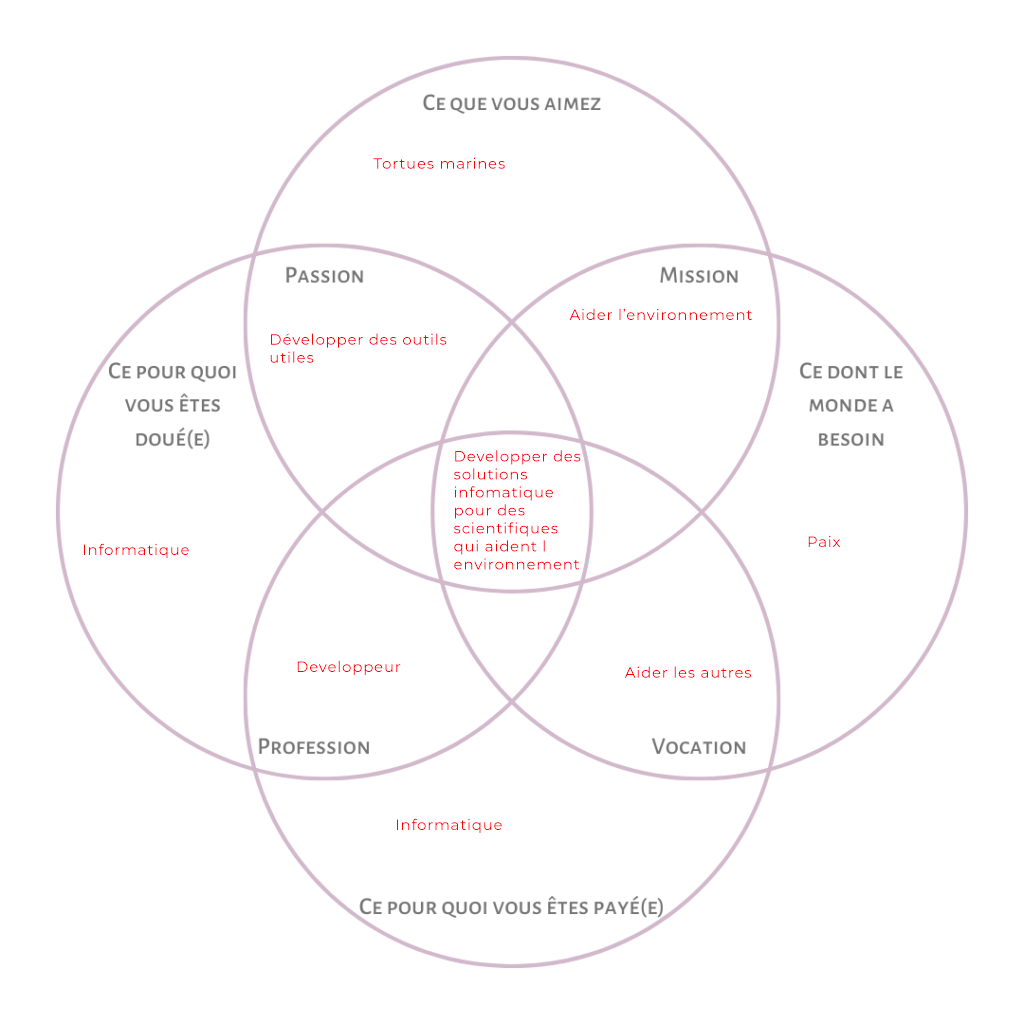 Ce que vous aimez
Tortues marines
Passion
Mission
Aider l'environnement
Développer des outils
utiles
Ce pour quoi
vous êtes
doué(e)
Ce dont le
monde a
besoin
Developper des
solutions
infomatique
pour des
scientifiques
qui aident l
environnement
Informatique
Paix
Developpeur
Aider les autres
Profession
Vocation
Informatique
Ce pour quoi vous êtes payé(e)